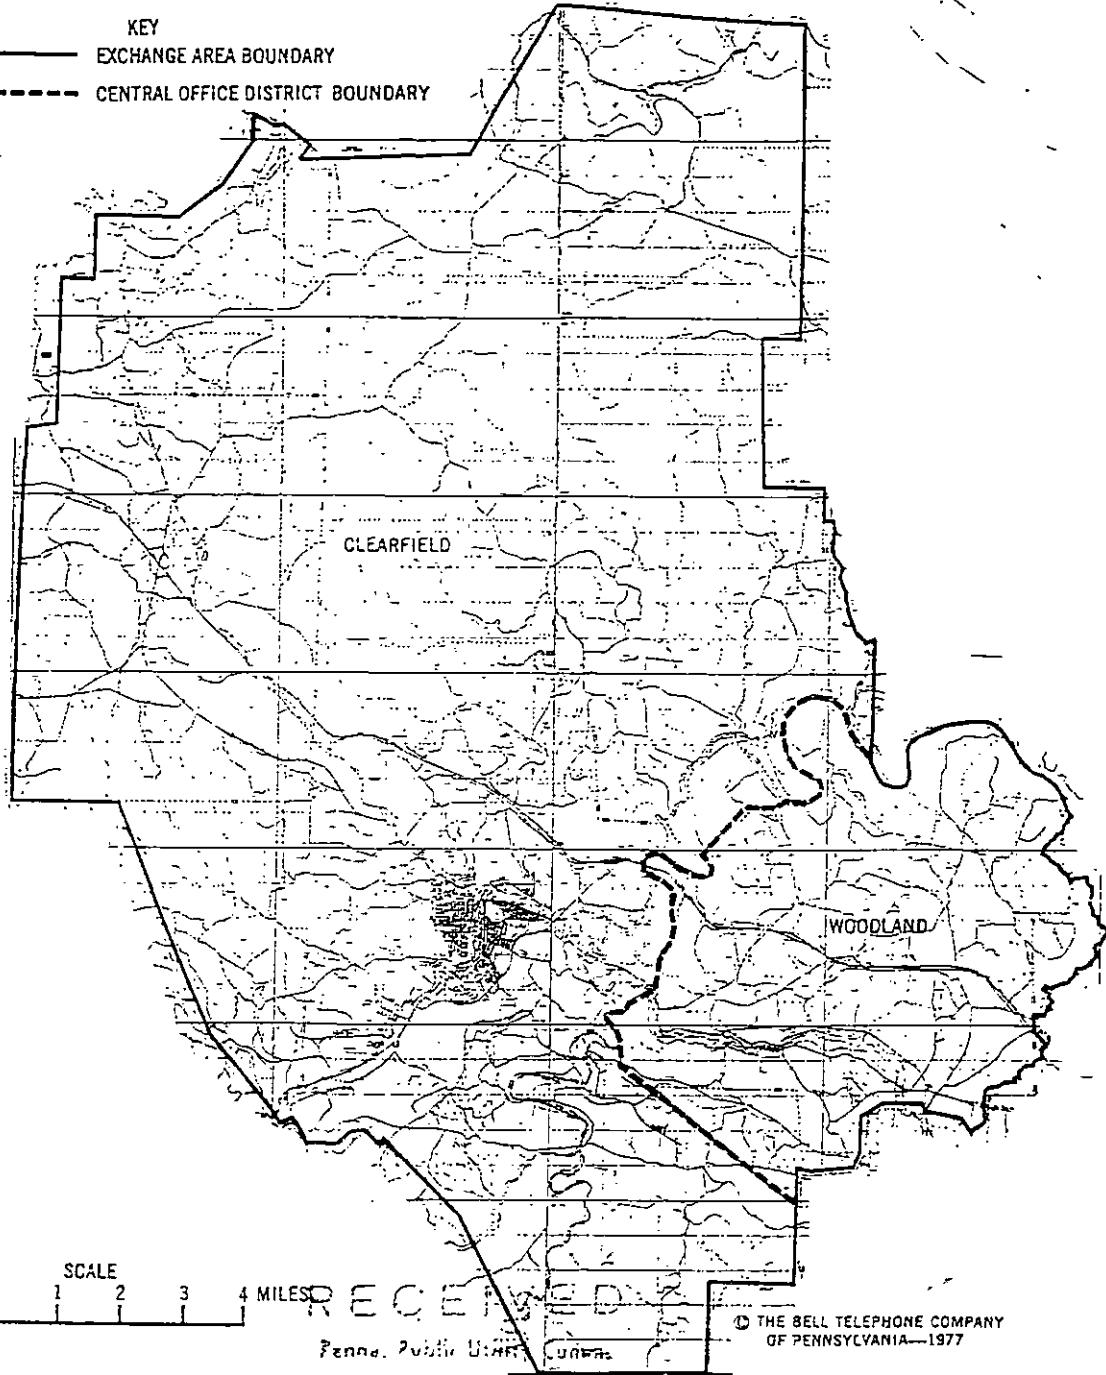 KEY
EXCHANGE AREA BOUNDARY
CENTRAL OFFICE DISTRICT BOUNDARY
CLEARFIELD
WOODLAND
SCALE
1 2 3 4 MILES
RECEIVED
Penna. Public
© THE BELL TELEPHONE COMPANY
OF PENNSYLVANIA—1977